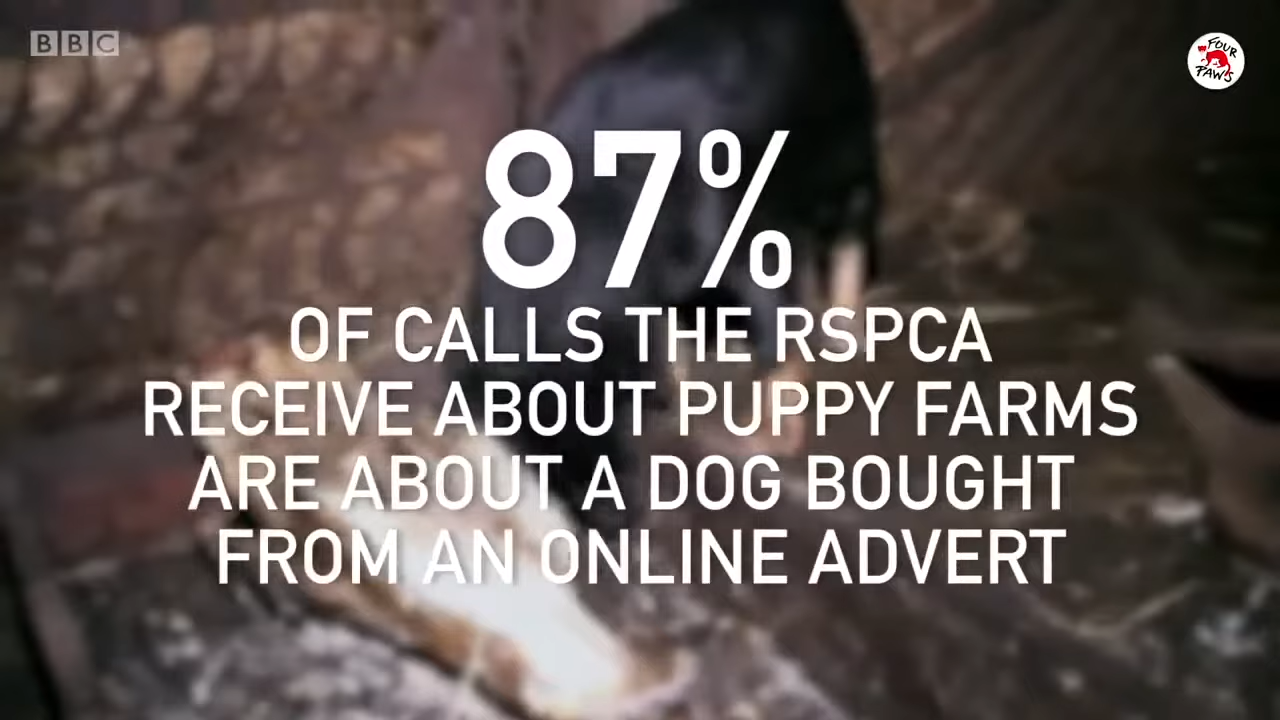 BBC
FOUR
PAWS
87%
OF CALLS THE RSPCA
RECEIVE ABOUT PUPPY FARMS
ARE ABOUT A DOG BOUGHT
FROM AN ONLINE ADVERT